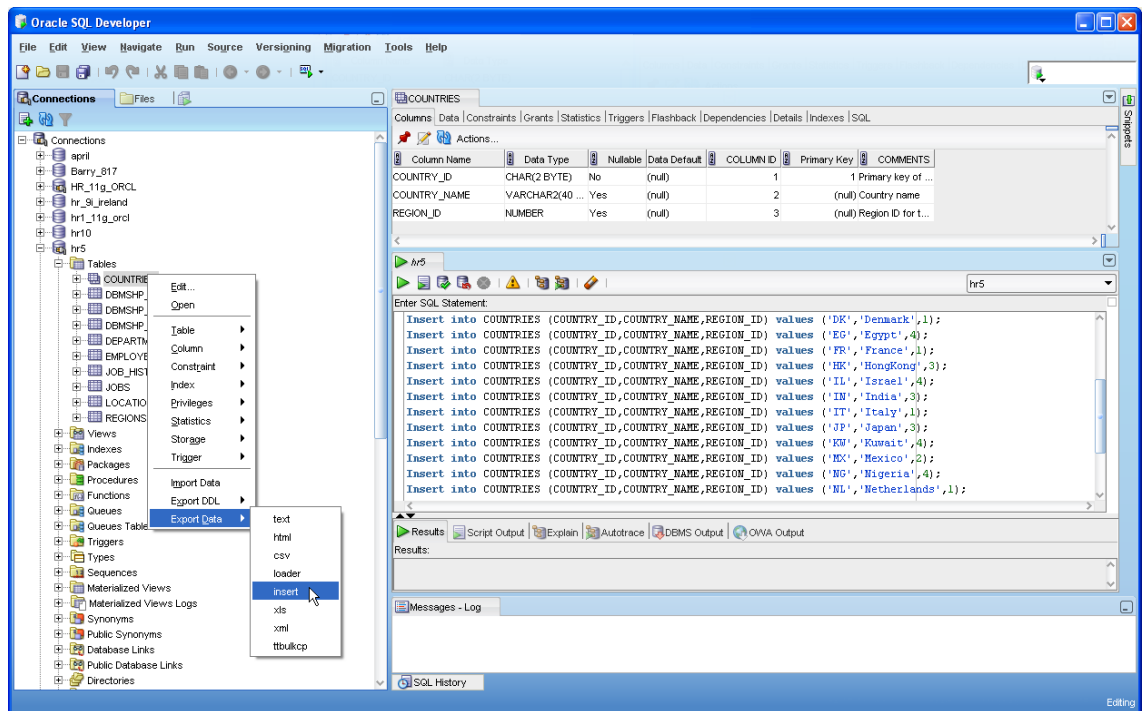 Oracle SQL Developer
File Edit View Navigate Run Source Versioning Migration Tools Help
Connections Files
Connections
april
Barry_817
HR_11g_ORCL
hr_9i_ireland
hr1_11g_orcl
hr10
hr5
Tables
COUNTRIE
DBMSHP_
DBMSHP_
DBMSHP_
DEPARTM
EMPLOYE
JOB_HIST
JOBS
LOCATIO
REGIONS
Views
Indexes
Packages
Procedures
Functions
Queues
Queues Table
Triggers
Types
Sequences
Materialized Views
Materialized Views Logs
Synonyms
Public Synonyms
Database Links
Public Database Links
Directories
Edit...
Open
Table
Column
Constraint
Index
Privileges
Statistics
Storage
Trigger
Import Data
Export DDL
Export Data
text
html
csv
loader
insert
xls
xml
ttbulkcp
COUNTRIES
Columns Data Constraints Grants Statistics Triggers Flashback Dependencies Details Indexes SQL
Actions...
Column Name Data Type Nullable Data Default COLUMN ID Primary Key COMMENTS
COUNTRY_ID CHAR(2 BYTE) No (null) 1 1 Primary key of ...
COUNTRY_NAME VARCHAR2(40 ... Yes (null) 2 (null) Country name
REGION_ID NUMBER Yes (null) 3 (null) Region ID for t...
Snippets
hr5
hr5
Enter SQL Statement:
Insert into COUNTRIES (COUNTRY_ID,COUNTRY_NAME,REGION_ID) values ('DK','Denmark',1);
Insert into COUNTRIES (COUNTRY_ID,COUNTRY_NAME,REGION_ID) values ('EG','Egypt',4);
Insert into COUNTRIES (COUNTRY_ID,COUNTRY_NAME,REGION_ID) values ('FR','France',1);
Insert into COUNTRIES (COUNTRY_ID,COUNTRY_NAME,REGION_ID) values ('HK','HongKong',3);
Insert into COUNTRIES (COUNTRY_ID,COUNTRY_NAME,REGION_ID) values ('IL','Israel',4);
Insert into COUNTRIES (COUNTRY_ID,COUNTRY_NAME,REGION_ID) values ('IN','India',3);
Insert into COUNTRIES (COUNTRY_ID,COUNTRY_NAME,REGION_ID) values ('IT','Italy',1);
Insert into COUNTRIES (COUNTRY_ID,COUNTRY_NAME,REGION_ID) values ('JP','Japan',3);
Insert into COUNTRIES (COUNTRY_ID,COUNTRY_NAME,REGION_ID) values ('KW','Kuwait',4);
Insert into COUNTRIES (COUNTRY_ID,COUNTRY_NAME,REGION_ID) values ('MX','Mexico',2);
Insert into COUNTRIES (COUNTRY_ID,COUNTRY_NAME,REGION_ID) values ('NG','Nigeria',4);
Insert into COUNTRIES (COUNTRY_ID,COUNTRY_NAME,REGION_ID) values ('NL','Netherlands',1);
Results Script Output Explain Autotrace DBMS Output OWA Output
Results:
Messages - Log
SQL History
Editing